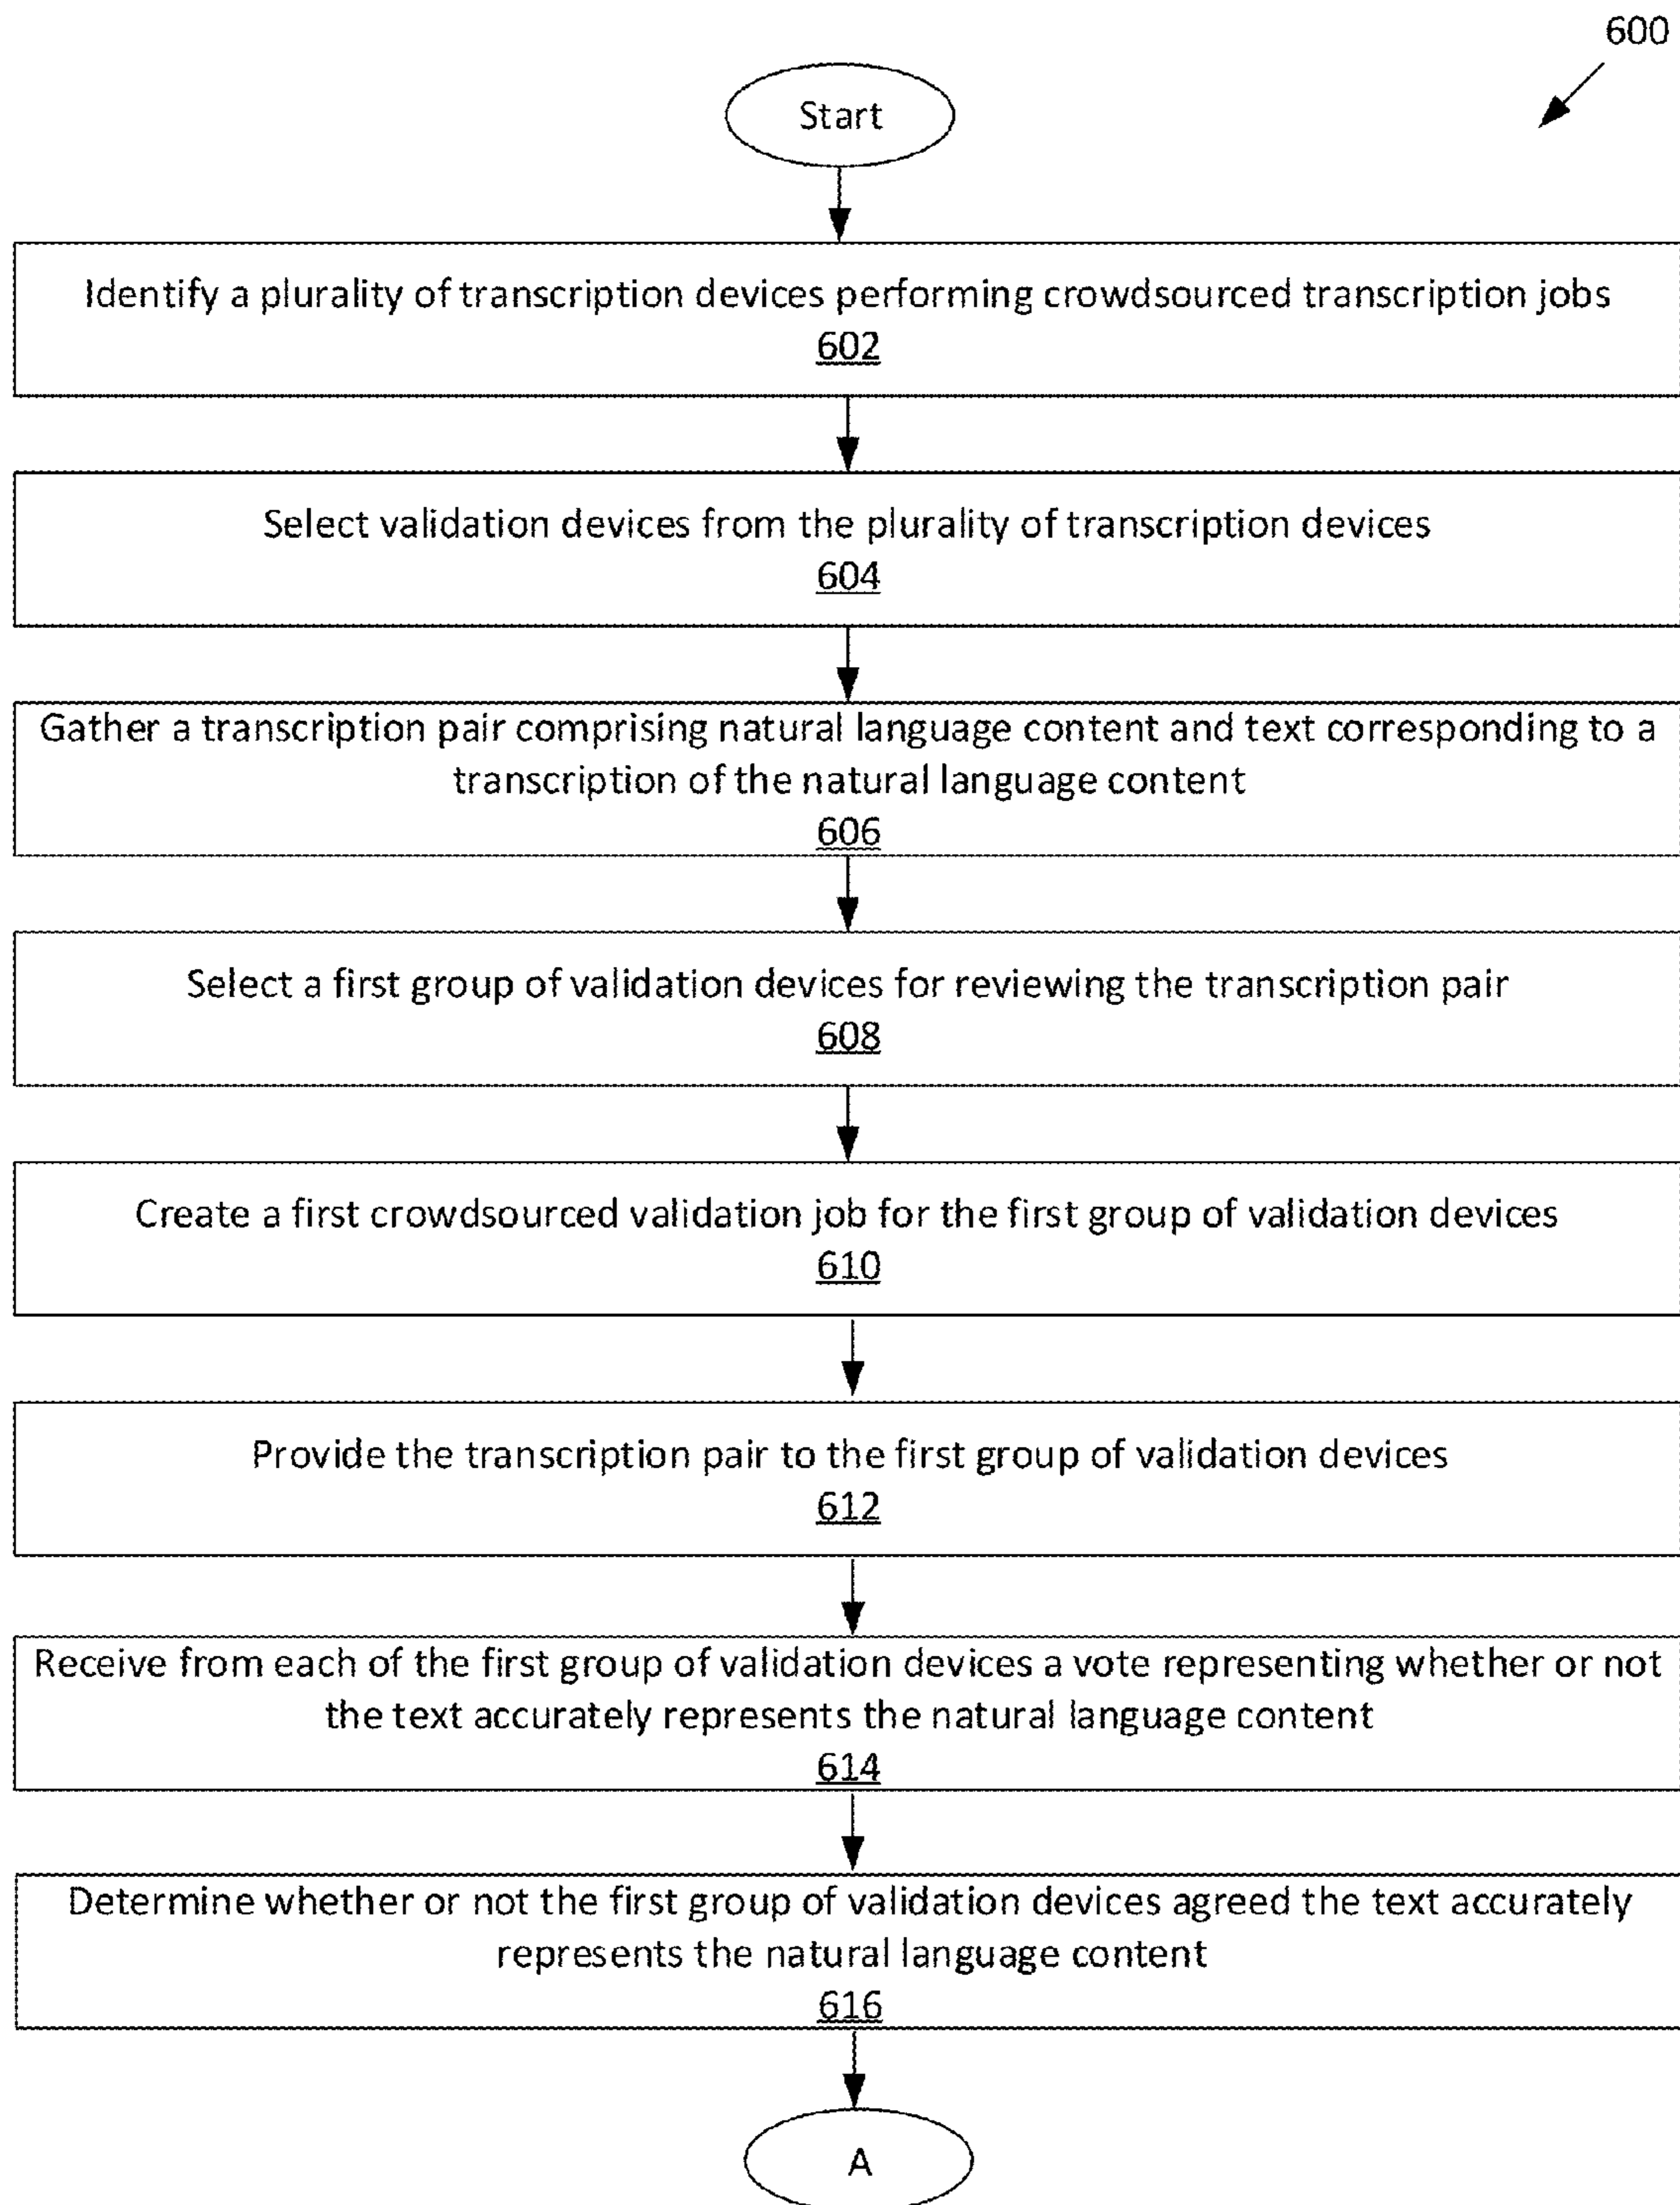 600
Start
Identify a plurality of transcription devices performing crowdsourced transcription jobs
602
Select validation devices from the plurality of transcription devices
604
Gather a transcription pair comprising natural language content and text corresponding to a
transcription of the natural language content
606
Select a first group of validation devices for reviewing the transcription pair
608
Create a first crowdsourced validation job for the first group of validation devices
610
Provide the transcription pair to the first group of validation devices
612
Receive from each of the first group of validation devices a vote representing whether or not
the text accurately represents the natural language content
614
Determine whether or not the first group of validation devices agreed the text accurately
represents the natural language content
616
A